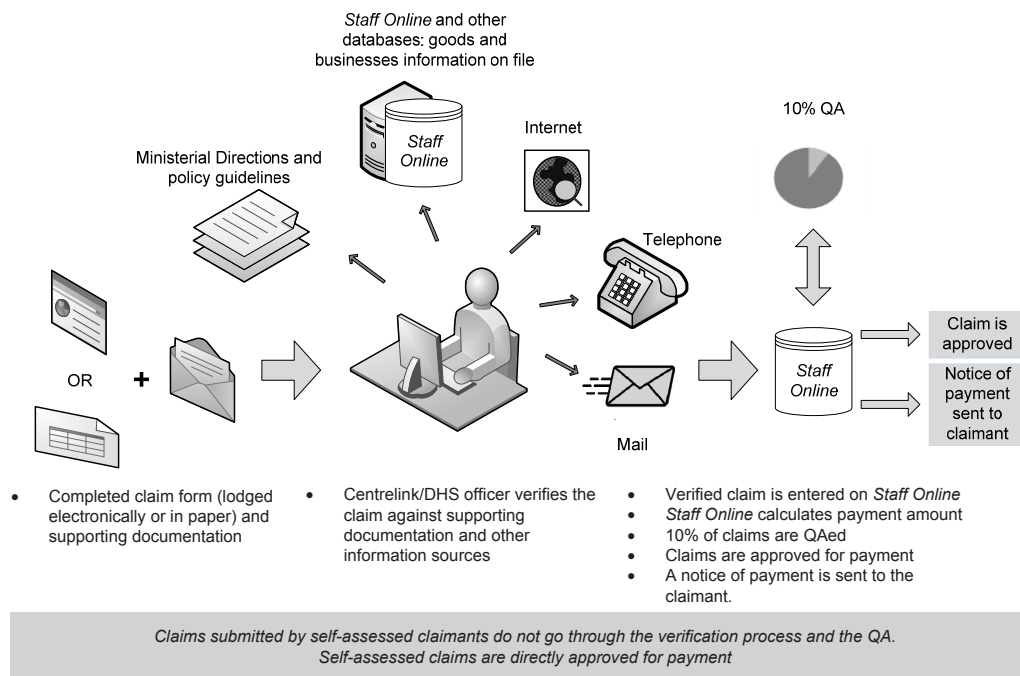 Staff Online and other
databases: goods and
businesses information on file
Staff
Online
Ministerial Directions and
policy guidelines
Internet
Telephone
Mail
OR
+
10% QA
Staff
Online
Claim is
approved
Notice of
payment
sent to
claimant
• Completed claim form (lodged
electronically or in paper) and
supporting documentation
• Centrelink/DHS officer verifies the
claim against supporting
documentation and other
information sources
• Verified claim is entered on Staff Online
• Staff Online calculates payment amount
• 10% of claims are QAed
• Claims are approved for payment
• A notice of payment is sent to the
claimant.
Claims submitted by self-assessed claimants do not go through the verification process and the QA.
Self-assessed claims are directly approved for payment